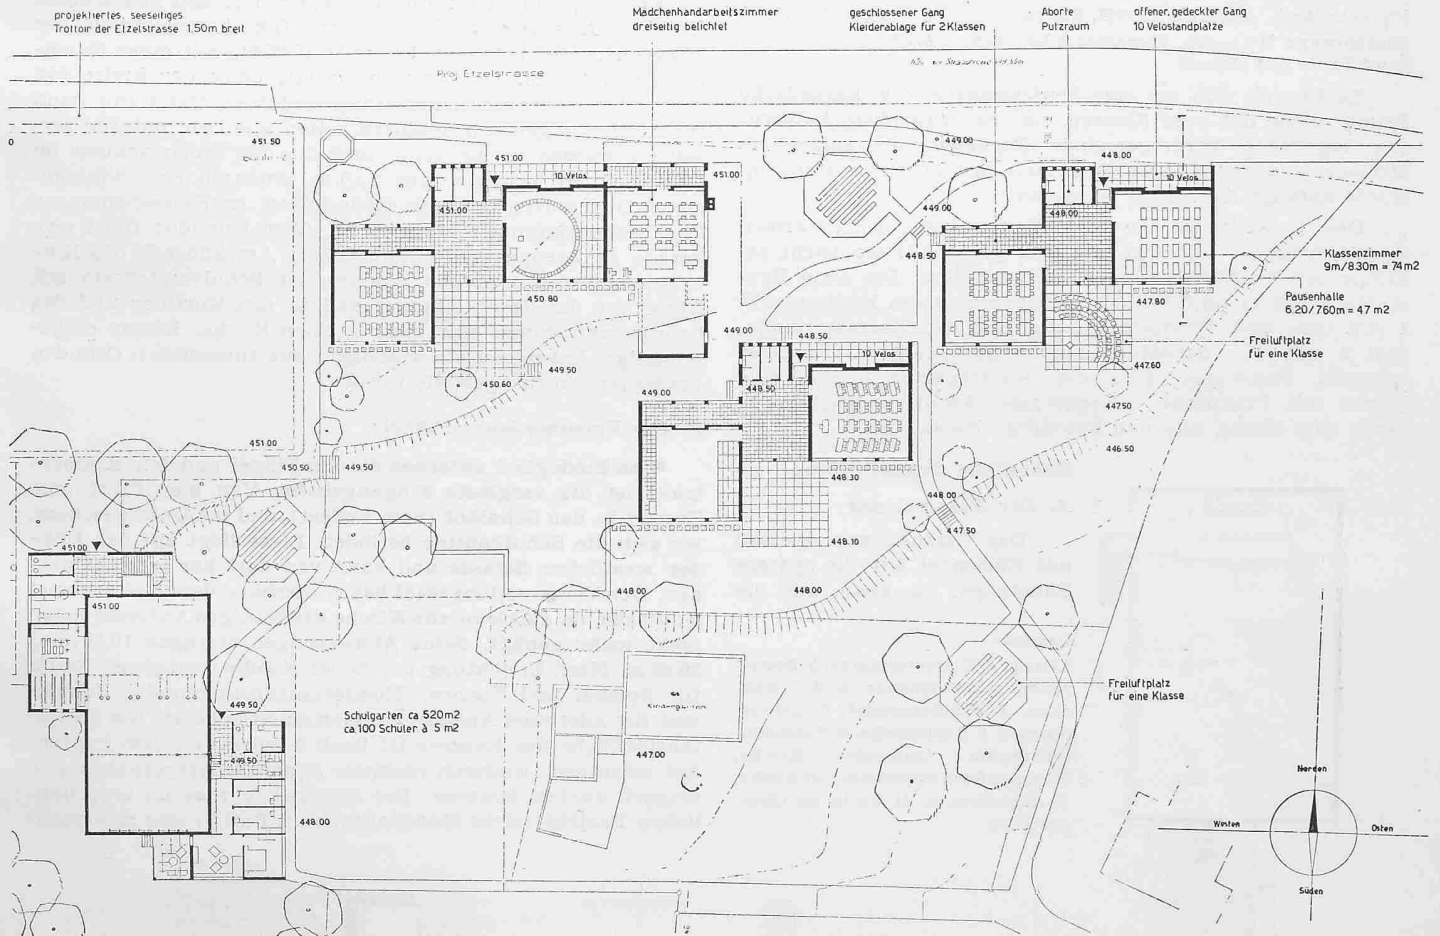 projektiertes, seeseitiges
Trottoir der Etzelstrasse 1.50m breit
Mädchenhandarbeitszimmer
dreiseitig belichtet
geschlossener Gang
Kleiderablage für 2 Klassen
Aborte
Putzraum
offener, gedeckter Gang
10 Velostandplätze
Proj Etzelstrasse
0
451.50
451.00
10 Velos
451.00
451.00
449.00
449.00
448.50
448.00
10 Velos
448.00
Klassenzimmer
9m/8.30m = 74m2
450.80
447.80
Pausenhalle
6.20/760m = 47 m2
Freiluftplatz
für eine Klasse
449.00
448.50
10 Velos
449.50
450.60
448.50
449.00
447.60
447.50
446.50
451.00
450.50
449.50
448.30
448.00
447.50
448.10
451.00
451.00
448.00
448.00
449.50
449.50
Schulgarten ca 520m2
ca.100 Schüler à 5 m2
Kindergarten
447.00
Freiluftplatz
für eine Klasse
448.00
Norden
Westen
Osten
Süden